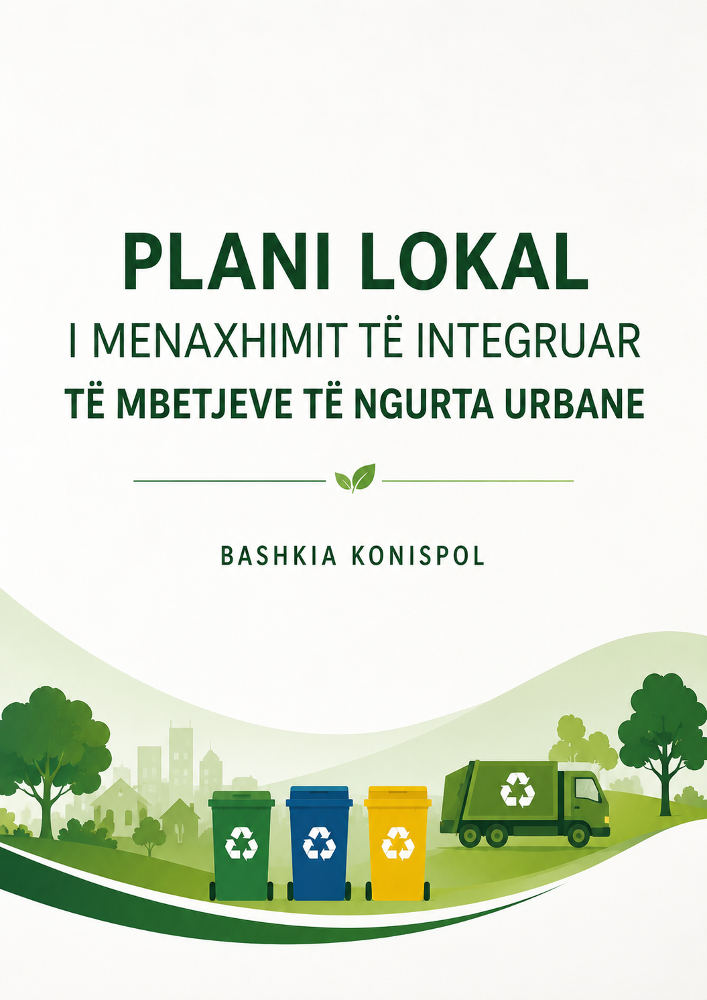 PLANI LOKAL
I MENAXHIMIT TË INTEGRUAR
TË MBETJEVE TË NGURTA URBANE
BASHKIA KONISPOL